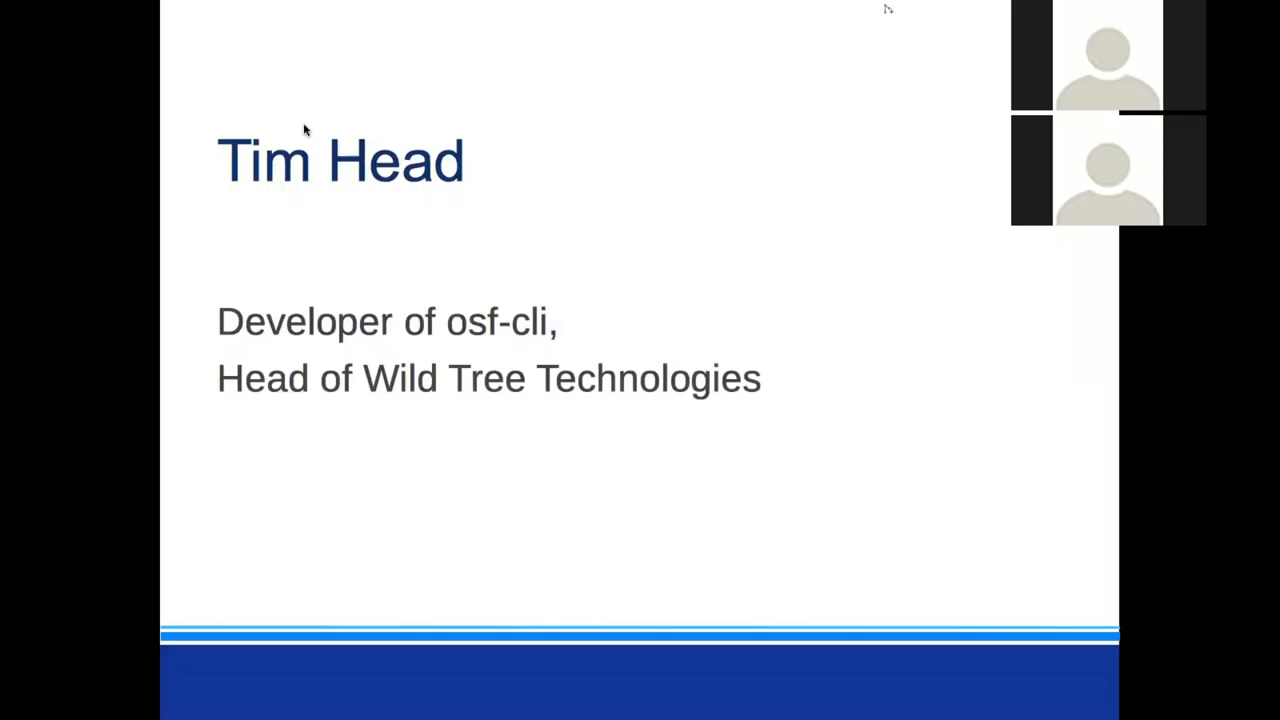 Tim Head
Developer of osf-cli,
Head of Wild Tree Technologies